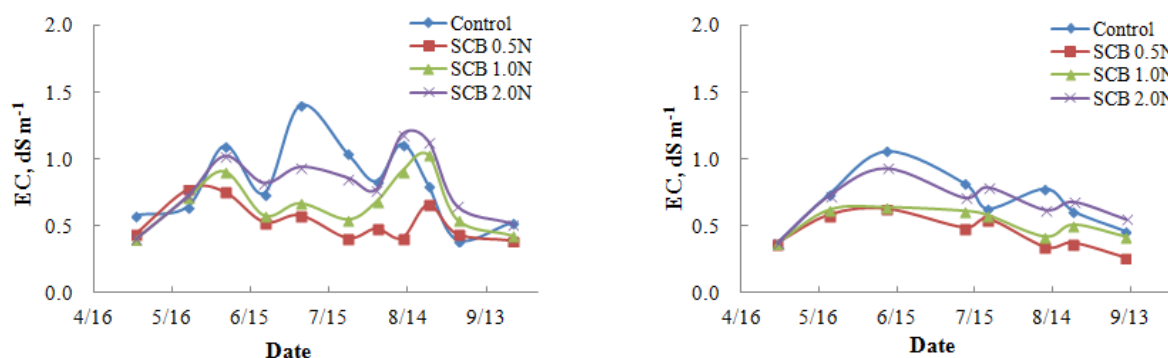 2.0
1.5
1.0
0.5
0.0
EC, dS m⁻¹
4/16 5/16 6/15 7/15 8/14 9/13
Date
Control
SCB 0.5N
SCB 1.0N
SCB 2.0N
2.0
1.5
1.0
0.5
0.0
EC, dS m⁻¹
4/16 5/16 6/15 7/15 8/14 9/13
Date
Control
SCB 0.5N
SCB 1.0N
SCB 2.0N